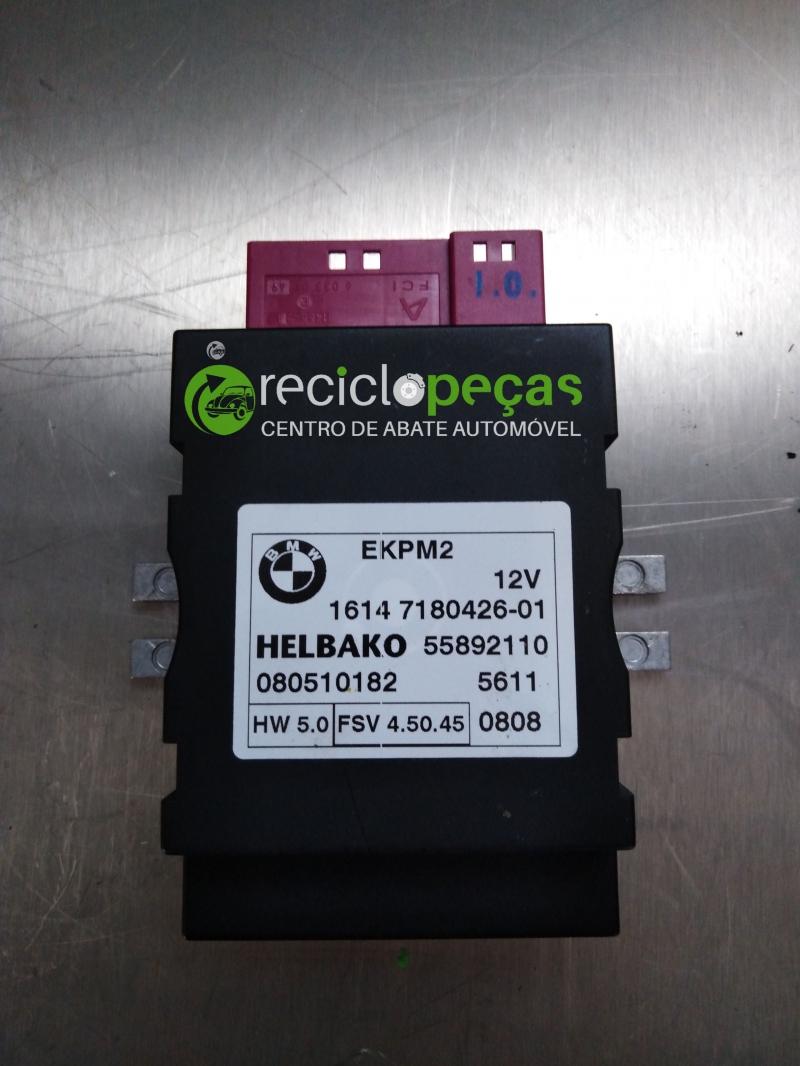 FCI A
I.O.
reciclopeças
CENTRO DE ABATE AUTOMÓVEL
BMW
EKPM2
12V
1614 7180426-01
HELBAKO 55892110
080510182 5611
HW 5.0 FSV 4.50.45 0808